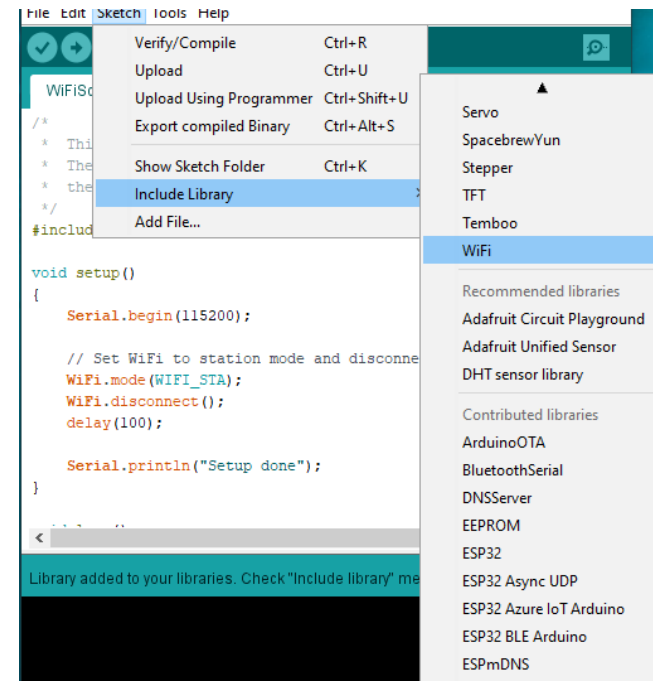 File Edit Sketch Tools Help
Verify/Compile Ctrl+R
Upload Ctrl+U
Upload Using Programmer Ctrl+Shift+U
Export compiled Binary Ctrl+Alt+S
Show Sketch Folder Ctrl+K
Include Library
Add File...
WiFiSc
/*
* Thi
* The
* the
*/
#includ
void setup()
{
Serial.begin(115200);
// Set WiFi to station mode and disconne
WiFi.mode(WIFI_STA);
WiFi.disconnect();
delay(100);
Serial.println("Setup done");
}
Library added to your libraries. Check "Include library" me
Servo
SpacebrewYun
Stepper
TFT
Temboo
WiFi
Recommended libraries
Adafruit Circuit Playground
Adafruit Unified Sensor
DHT sensor library
Contributed libraries
ArduinoOTA
BluetoothSerial
DNSServer
EEPROM
ESP32
ESP32 Async UDP
ESP32 Azure IoT Arduino
ESP32 BLE Arduino
ESPmDNS